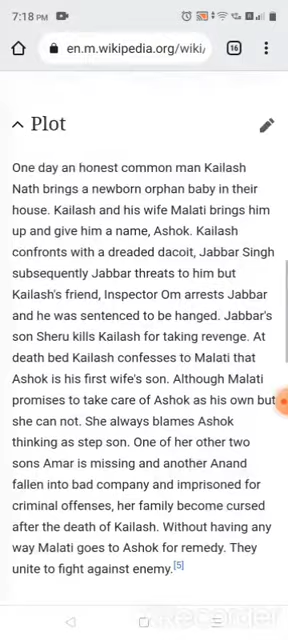 7:18 PM
en.m.wikipedia.org/wiki/
16
Plot
One day an honest common man Kailash
Nath brings a newborn orphan baby in their
house. Kailash and his wife Malati brings him
up and give him a name, Ashok. Kailash
confronts with a dreaded dacoit, Jabbar Singh
subsequently Jabbar threats to him but
Kailash's friend, Inspector Om arrests Jabbar
and he was sentenced to be hanged. Jabbar's
son Sheru kills Kailash for taking revenge. At
death bed Kailash confesses to Malati that
Ashok is his first wife's son. Although Malati
promises to take care of Ashok as his own but
she can not. She always blames Ashok
thinking as step son. One of her other two
sons Amar is missing and another Anand
fallen into bad company and imprisoned for
criminal offenses, her family become cursed
after the death of Kailash. Without having any
way Malati goes to Ashok for remedy. They
unite to fight against enemy.[5]